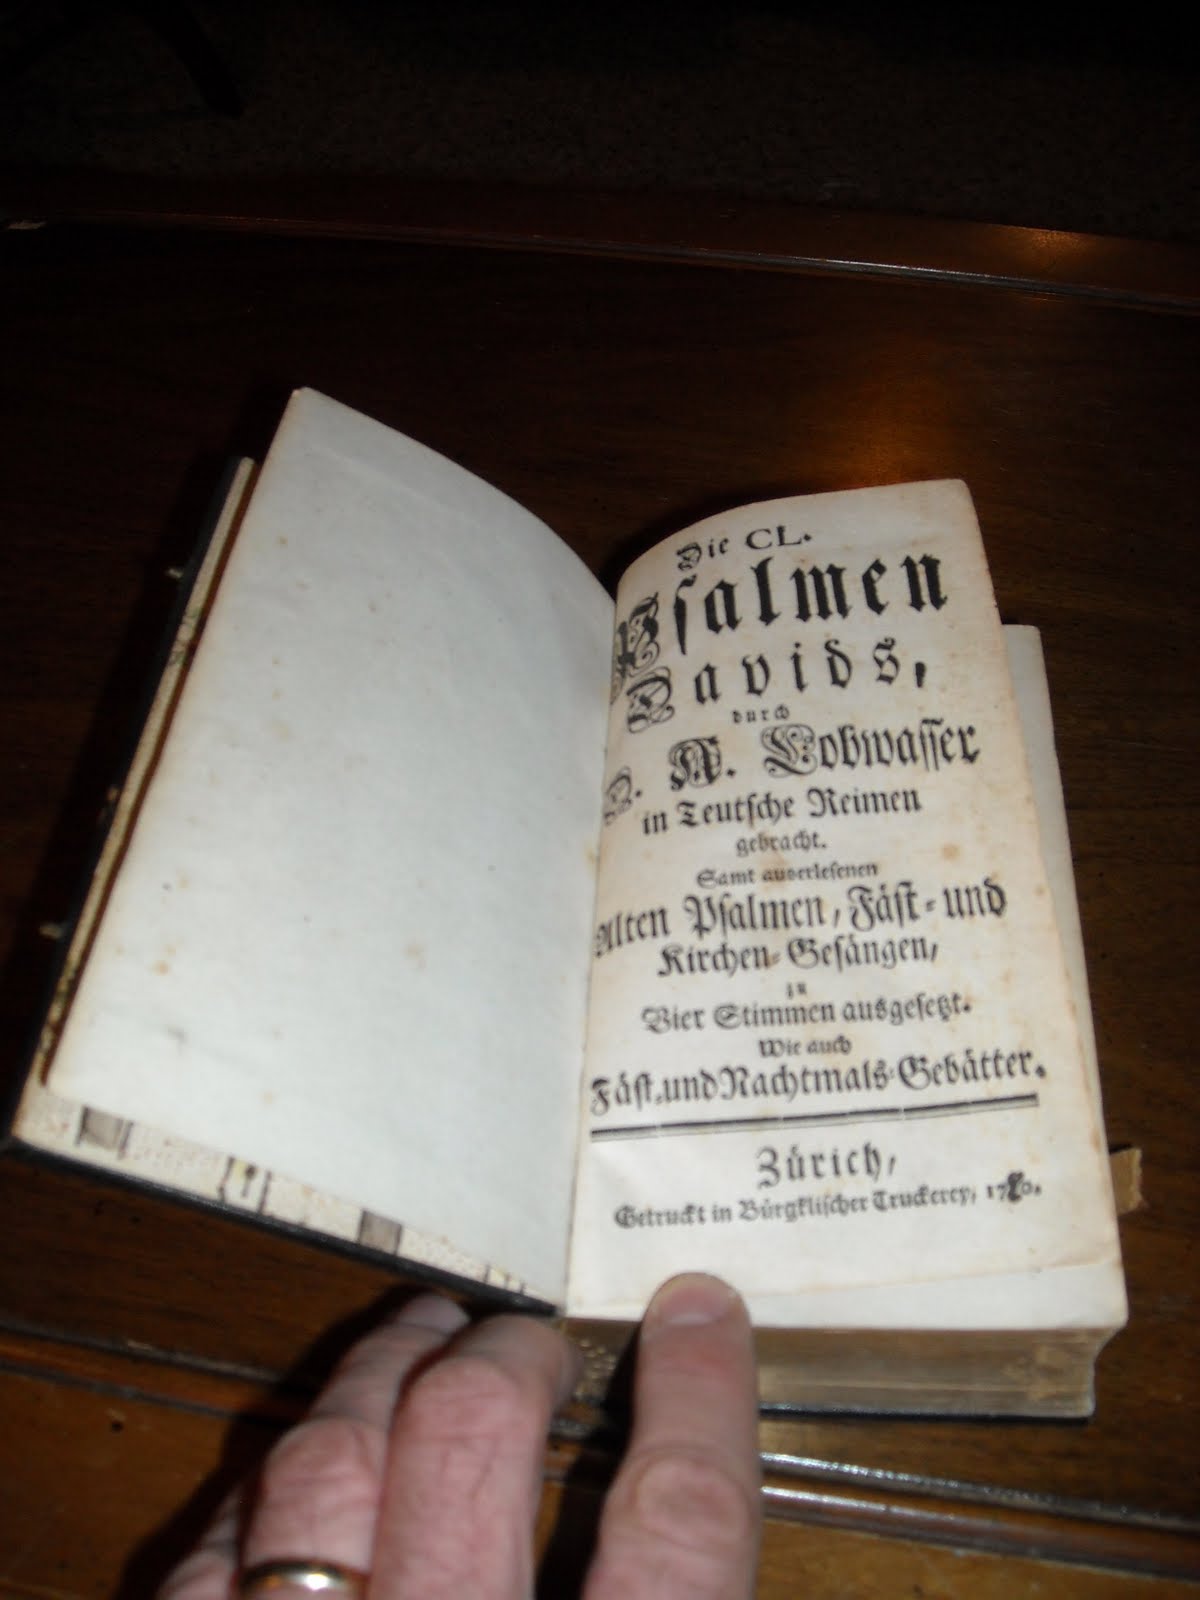 Die CL.
Psalmen
Davids,
durch
D. A. Lobwasser
in Teutsche Reimen
gebracht.
Samt auserlesenen
Alten Psalmen, Fäst- und
Kirchen-Gesängen,
in
Vier Stimmen ausgesetzt.
Wie auch
Fäst- und Nachtmals-Gebätter.
Zürich,
Getruckt in Bürgklischer Truckerey,